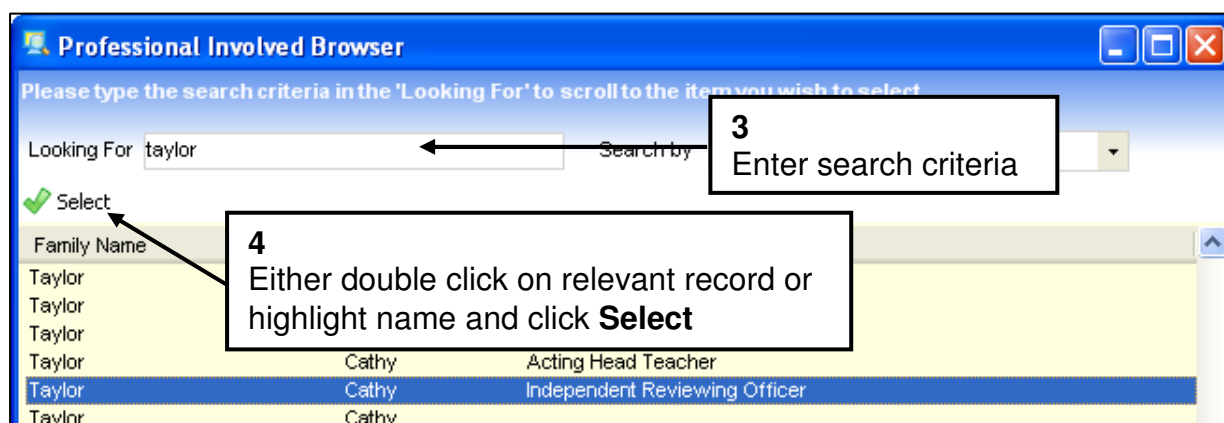 Professional Involved Browser
Please type the search criteria in the 'Looking For' to scroll to the item you wish to select
Looking For taylor Search by
3
Enter search criteria
Select
4
Either double click on relevant record or
highlight name and click Select
Family Name
Taylor
Taylor
Taylor
Taylor Cathy Acting Head Teacher
Taylor Cathy Independent Reviewing Officer
Taylor Cathy